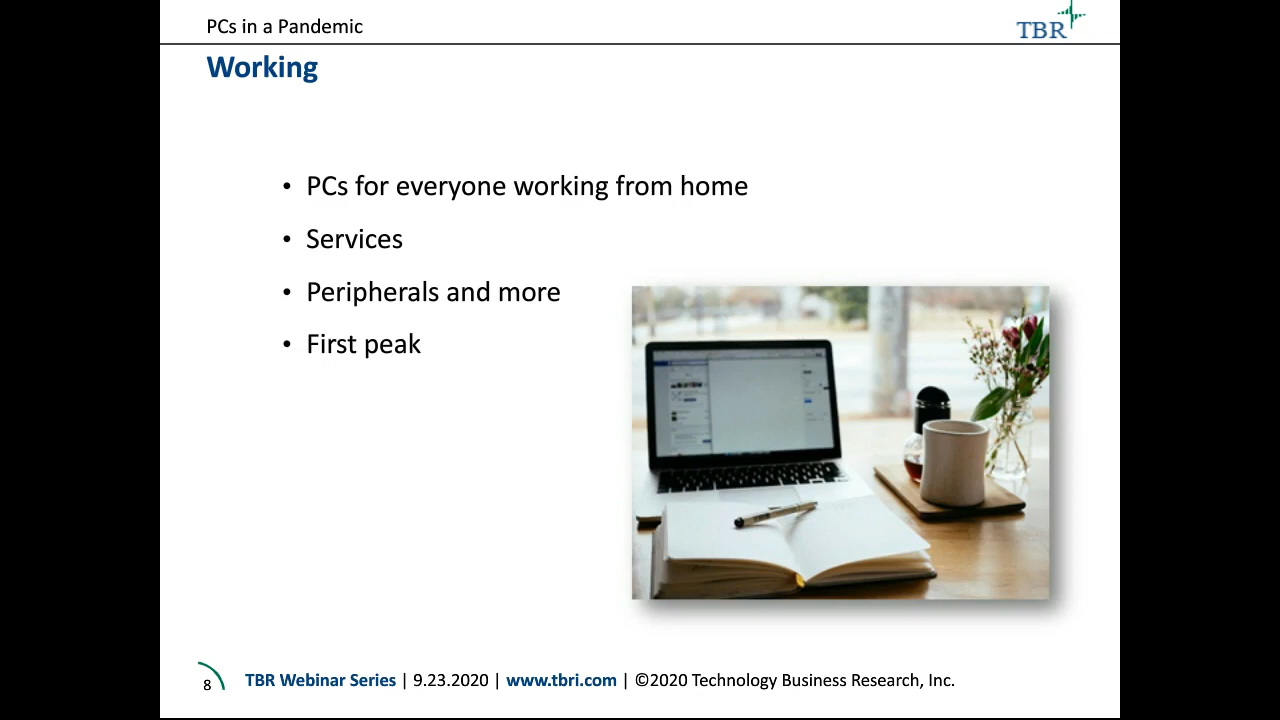 PCs in a Pandemic
TBR
Working
• PCs for everyone working from home
• Services
• Peripherals and more
• First peak
8
TBR Webinar Series | 9.23.2020 | www.tbri.com | ©2020 Technology Business Research, Inc.